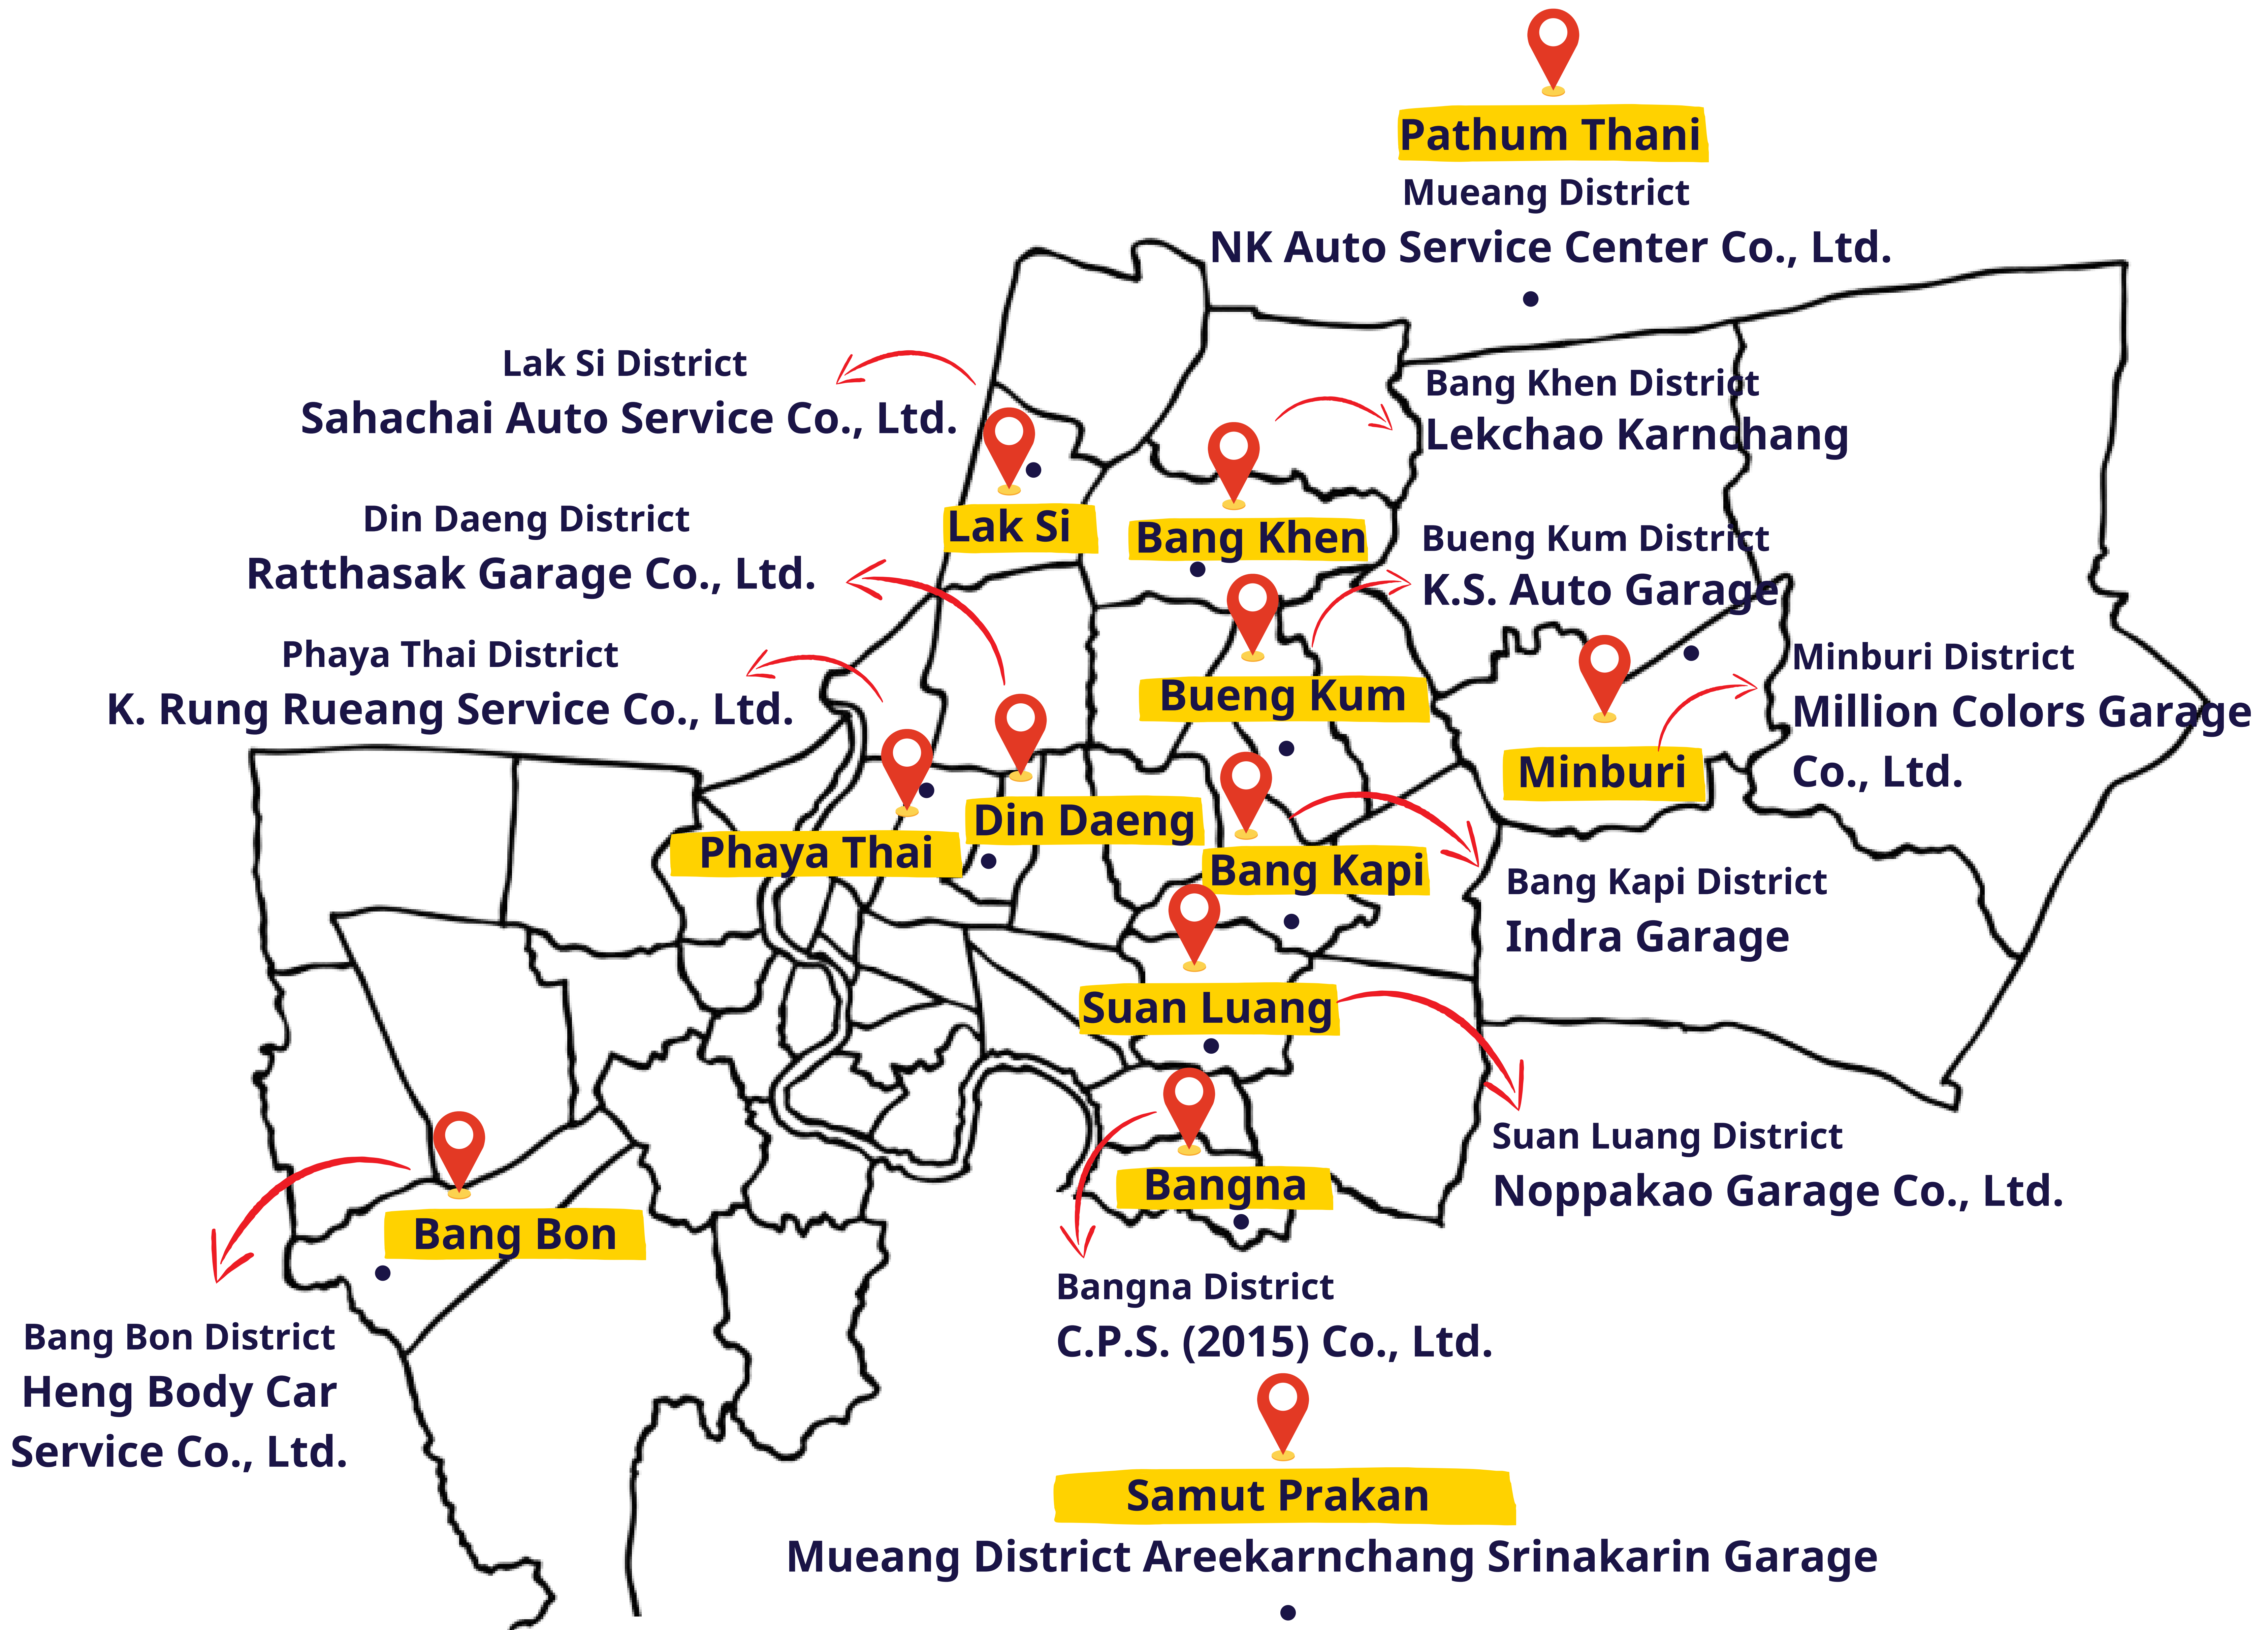 Pathum Thani
Mueang District
NK Auto Service Center Co., Ltd.
Lak Si District
Sahachai Auto Service Co., Ltd.
Bang Khen District
Lekchao Karnchang
Lak Si
Bang Khen
Din Daeng District
Ratthasak Garage Co., Ltd.
Bueng Kum District
K.S. Auto Garage
Phaya Thai District
K. Rung Rueang Service Co., Ltd.
Bueng Kum
Minburi District
Million Colors Garage
Co., Ltd.
Minburi
Din Daeng
Phaya Thai
Bang Kapi
Bang Kapi District
Indra Garage
Suan Luang
Suan Luang District
Noppakao Garage Co., Ltd.
Bangna
Bang Bon
Bangna District
C.P.S. (2015) Co., Ltd.
Bang Bon District
Heng Body Car
Service Co., Ltd.
Samut Prakan
Mueang District Areekarnchang Srinakarin Garage